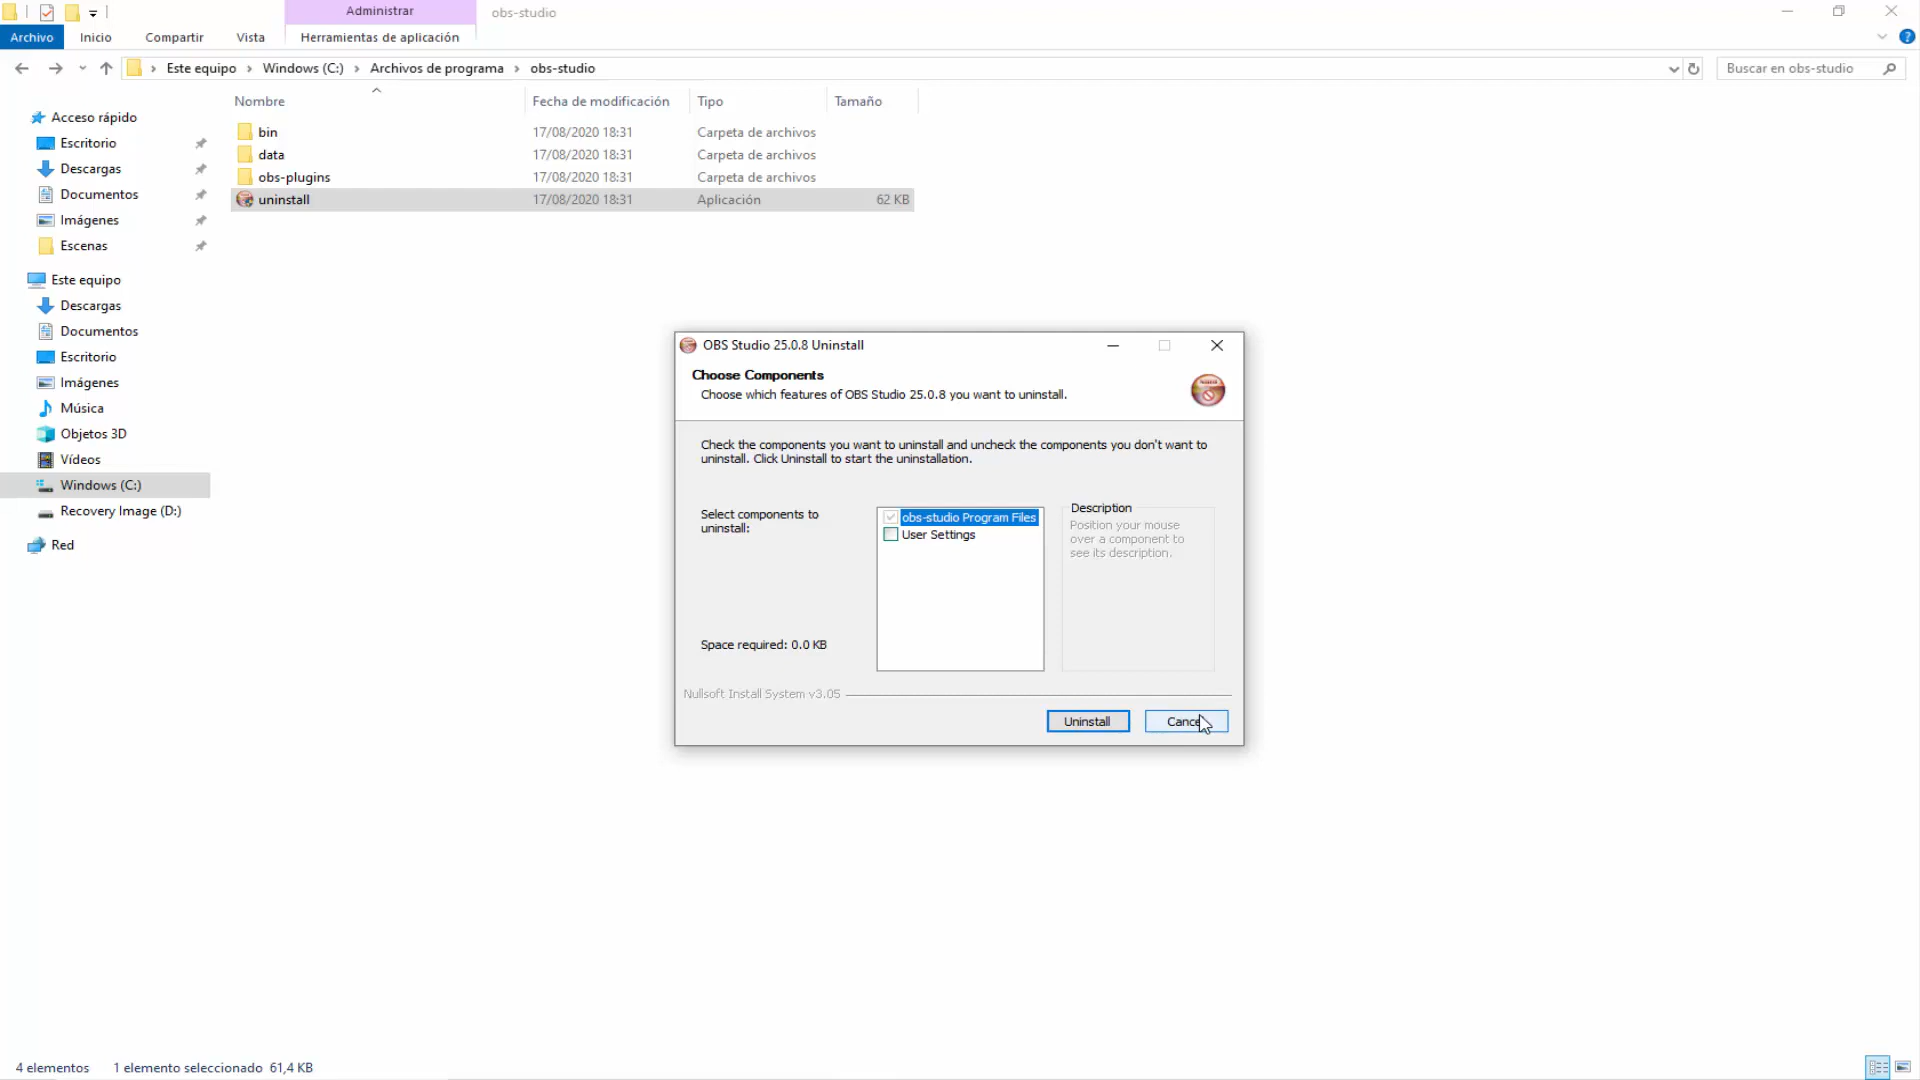 Administrar
obs-studio
Archivo
Inicio
Compartir
Vista
Herramientas de aplicación
Este equipo > Windows (C:) > Archivos de programa > obs-studio
Buscar en obs-studio
Nombre
Fecha de modificación
Tipo
Tamaño
bin 17/08/2020 18:31 Carpeta de archivos
data 17/08/2020 18:31 Carpeta de archivos
obs-plugins 17/08/2020 18:31 Carpeta de archivos
uninstall 17/08/2020 18:31 Aplicación 62 KB
Acceso rápido
Escritorio
Descargas
Documentos
Imágenes
Escenas
Este equipo
Descargas
Documentos
Escritorio
Imágenes
Música
Objetos 3D
Vídeos
Windows (C:)
Recovery Image (D:)
Red
OBS Studio 25.0.8 Uninstall
Choose Components
Choose which features of OBS Studio 25.0.8 you want to uninstall.
Check the components you want to uninstall and uncheck the components you don't want to
uninstall. Click Uninstall to start the uninstallation.
Select components to
uninstall:
obs-studio Program Files
User Settings
Description
Position your mouse
over a component to
see its description.
Space required: 0.0 KB
Nullsoft Install System v3.05
Uninstall
Cancel
4 elementos
1 elemento seleccionado 61,4 KB